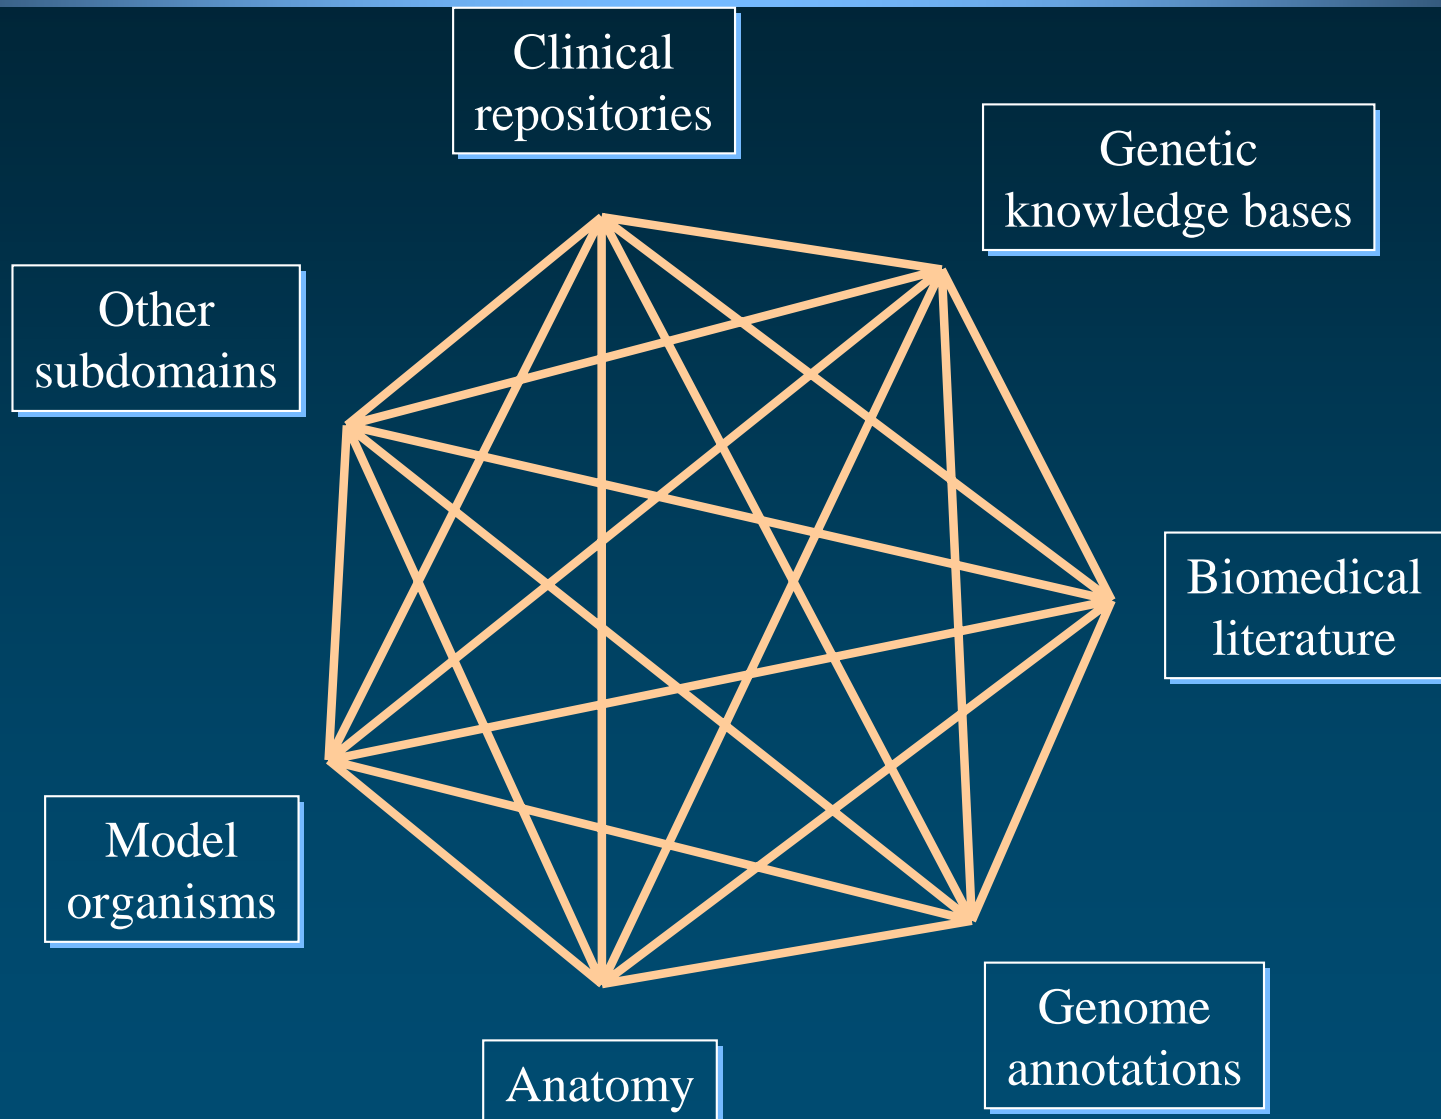 Clinical
repositories
Genetic
knowledge bases
Other
subdomains
Biomedical
literature
Model
organisms
Genome
annotations
Anatomy